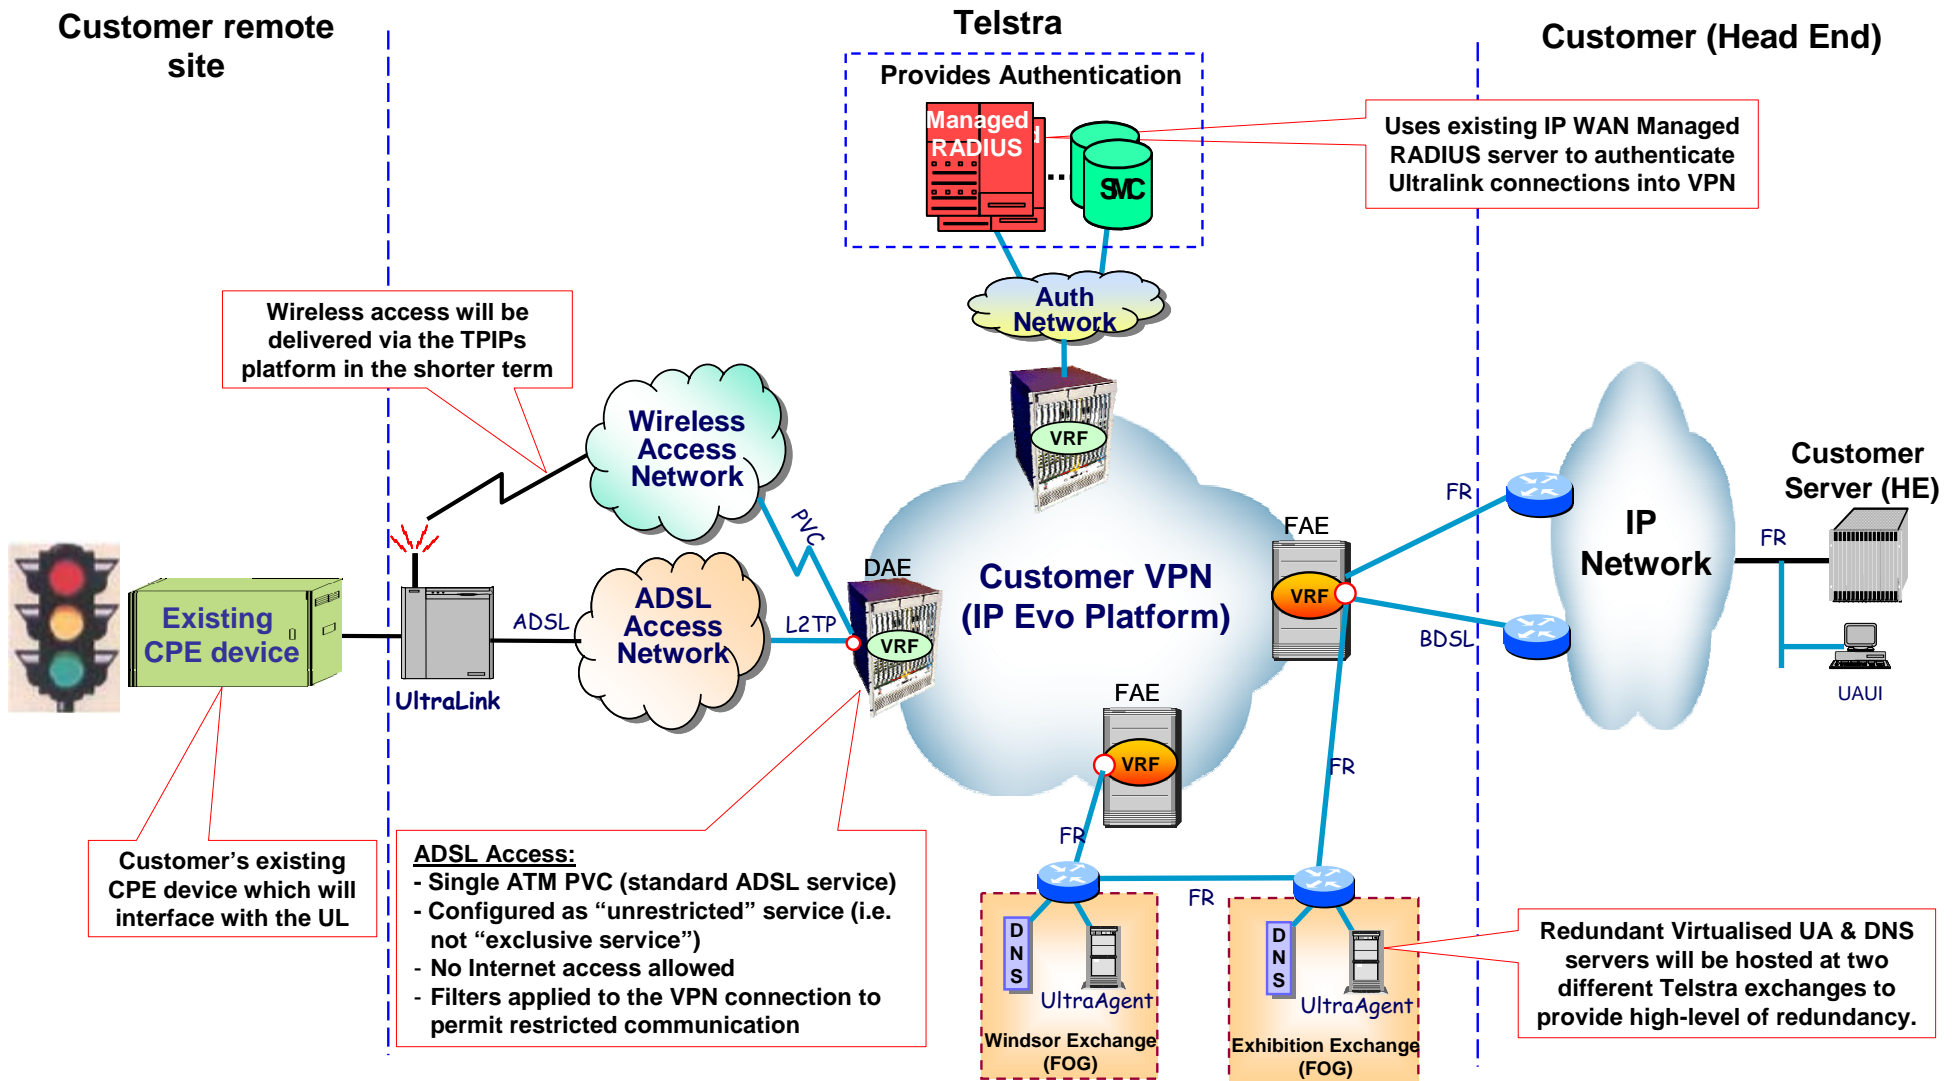 Customer remote
site
Telstra
Customer (Head End)
Provides Authentication
Managed
RADIUS
SMC
Uses existing IP WAN Managed
RADIUS server to authenticate
Ultralink connections into VPN
Auth
Network
Wireless access will be
delivered via the TPIPs
platform in the shorter term
Wireless
Access
Network
VRF
PVC
DAE
VRF
ADSL
Access
Network
ADSL
L2TP
Existing
CPE device
UltraLink
Customer VPN
(IP Evo Platform)
FAE
VRF
FR
BDSL
IP
Network
FR
Customer
Server (HE)
UAUI
FAE
VRF
FR
FR
FR
Customer's existing
CPE device which will
interface with the UL
ADSL Access:
- Single ATM PVC (standard ADSL service)
- Configured as “unrestricted” service (i.e.
not “exclusive service”)
- No Internet access allowed
- Filters applied to the VPN connection to
permit restricted communication
DNS
UltraAgent
Windsor Exchange
(FOG)
DNS
UltraAgent
Exhibition Exchange
(FOG)
Redundant Virtualised UA & DNS
servers will be hosted at two
different Telstra exchanges to
provide high-level of redundancy.